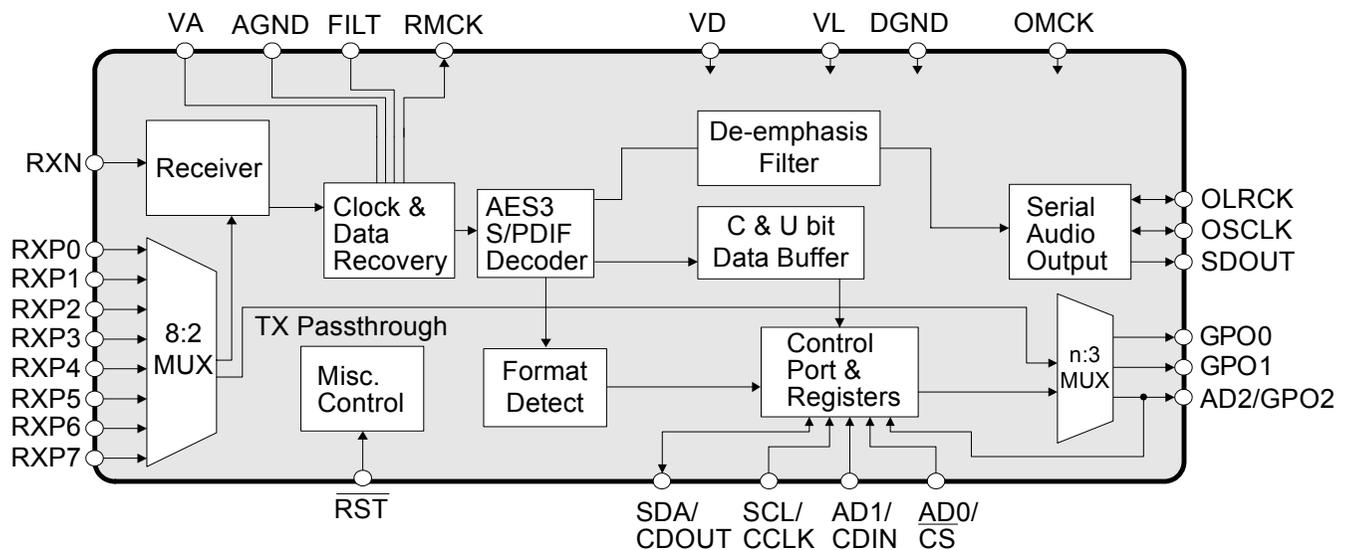 VA
AGND
FILT
RMCK
VD
VL
DGND
OMCK
RXN
Receiver
De-emphasis
Filter
Clock &
Data
Recovery
AES3
S/PDIF
Decoder
C & U bit
Data Buffer
Serial
Audio
Output
OLRCK
OSCLK
SDOUT
RXP0
RXP1
RXP2
RXP3
RXP4
RXP5
RXP6
RXP7
8:2
MUX
TX Passthrough
Misc.
Control
Format
Detect
Control
Port &
Registers
n:3
MUX
GPO0
GPO1
AD2/GPO2
RST
SDA/
CDOUT
SCL/
CCLK
AD1/
CDIN
AD0/
CS